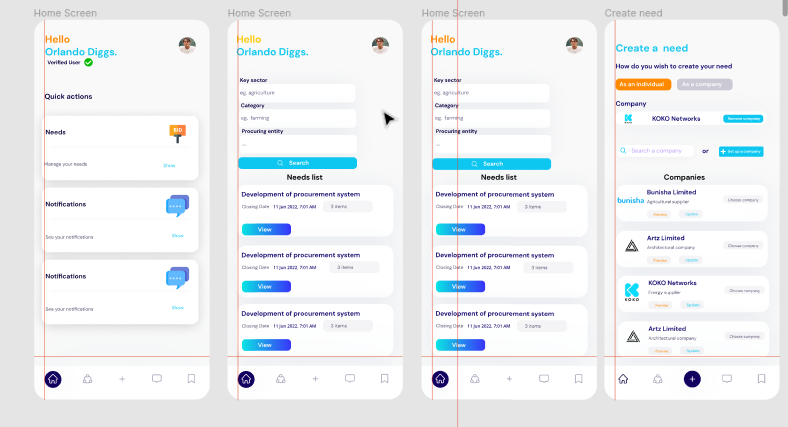 Home Screen
Hello
Orlando Diggs.
Verified User
Quick actions
Needs
BID
Manage your needs
Show
Notifications
See your notifications
Show
Notifications
See your notifications
Show
Home Screen
Hello
Orlando Diggs.
Key sector
eg. agriculture
Category
eg. farming
Procuring entity
...
Search
Needs list
Development of procurement system
Closing Date 11 Jun 2022, 7:01 AM 3 items
View
Development of procurement system
Closing Date 11 Jun 2022, 7:01 AM 3 items
View
Development of procurement system
Closing Date 11 Jun 2022, 7:01 AM 3 items
View
Home Screen
Hello
Orlando Diggs.
Key sector
eg. agriculture
Category
eg. farming
Procuring entity
...
Search
Needs list
Development of procurement system
Closing Date 11 Jun 2022, 7:01 AM 3 items
View
Development of procurement system
Closing Date 11 Jun 2022, 7:01 AM 3 items
View
Development of procurement system
Closing Date 11 Jun 2022, 7:01 AM 3 items
View
Create need
Create a need
How do you wish to create your need
As an individual
As a company
Company
KOKO
KOKO Networks
Remove company
Search a company
or
+ Set up a company
Companies
bunisha
Bunisha Limited
Agricultural supplier
Choose company
Preview
Update
Artz Limited
Architectural company
Choose company
Preview
Update
KOKO
KOKO Networks
Energy supplier
Choose company
Preview
Update
Artz Limited
Architectural company
Choose company
Preview
Update